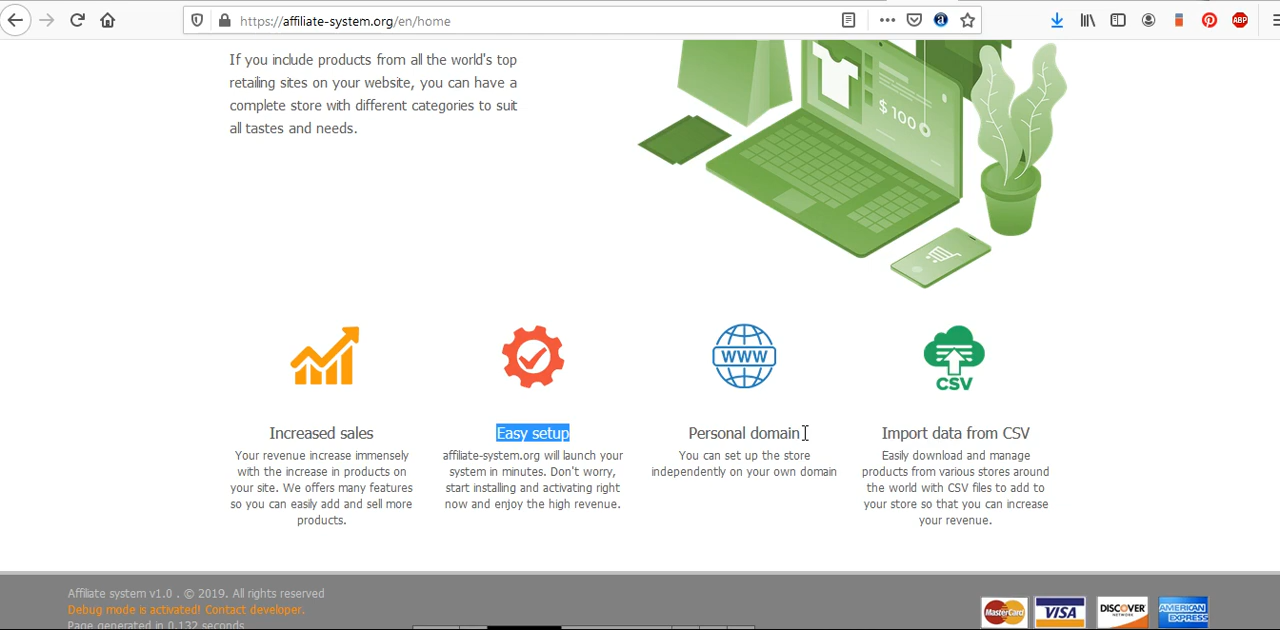 https://affiliate-system.org/en/home
ABP
If you include products from all the world's top
retailing sites on your website, you can have a
complete store with different categories to suit
all tastes and needs.
$ 100
WWW
CSV
Increased sales
Your revenue increase immensely
with the increase in products on
your site. We offers many features
so you can easily add and sell more
products.
Easy setup
affiliate-system.org will launch your
system in minutes. Don't worry,
start installing and activating right
now and enjoy the high revenue.
Personal domain
You can set up the store
independently on your own domain
Import data from CSV
Easily download and manage
products from various stores around
the world with CSV files to add to
your store so that you can increase
your revenue.
Affiliate system v1.0 . © 2019. All rights reserved
Debug mode is activated! Contact developer.
Page generated in 0.132 seconds
MasterCard
VISA
DISCOVER
NETWORK
AMERICAN
EXPRESS